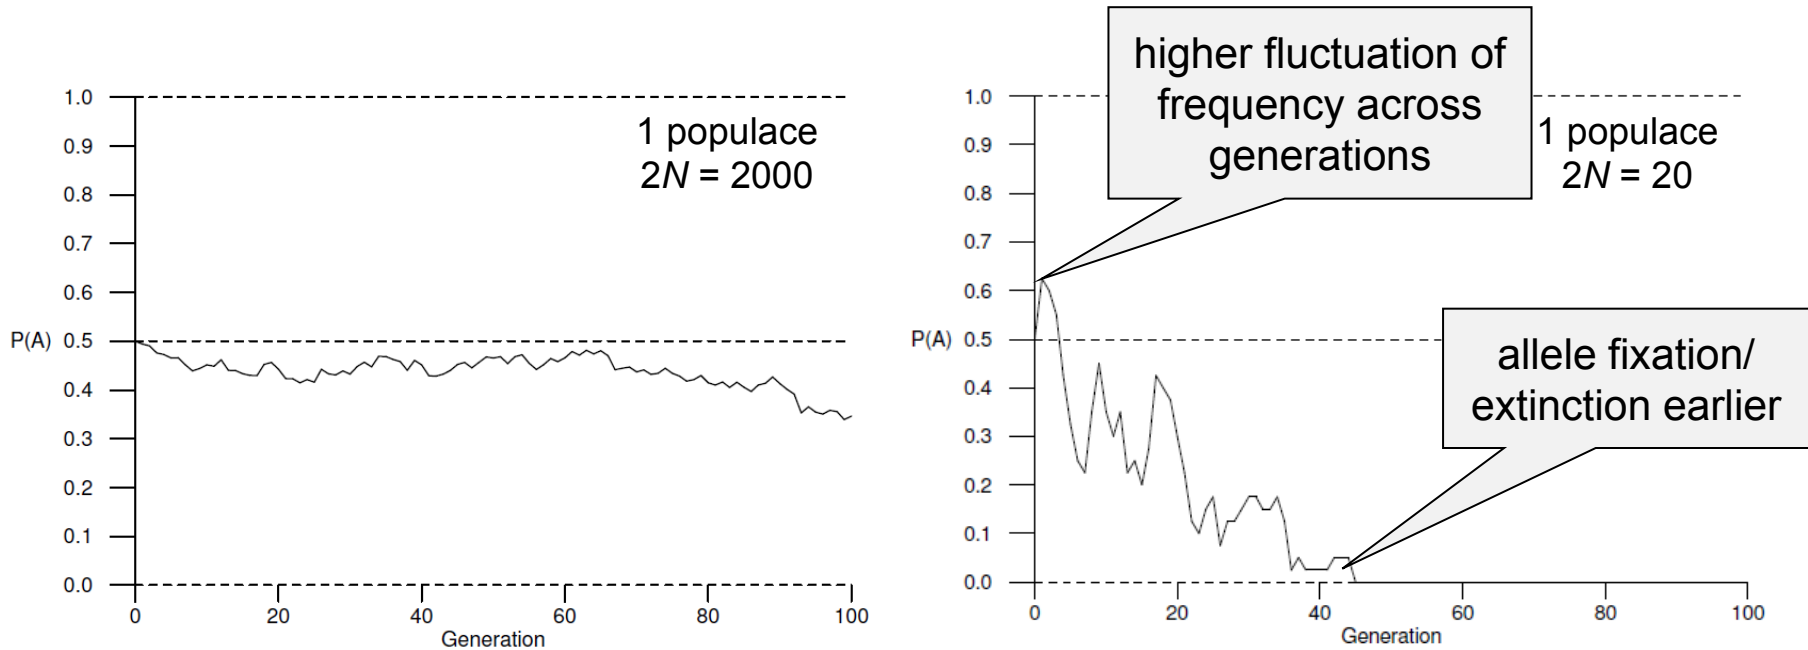 1.0
0.9
0.8
0.7
0.6
P(A) 0.5
0.4
0.3
0.2
0.1
0.0
0 20 40 60 80 100
Generation
1 populace
2N = 2000
higher fluctuation of
frequency across
generations
1.0
0.9
0.8
0.7
0.6
P(A) 0.5
0.4
0.3
0.2
0.1
0.0
0 20 40 60 80 100
Generation
1 populace
2N = 20
allele fixation/
extinction earlier